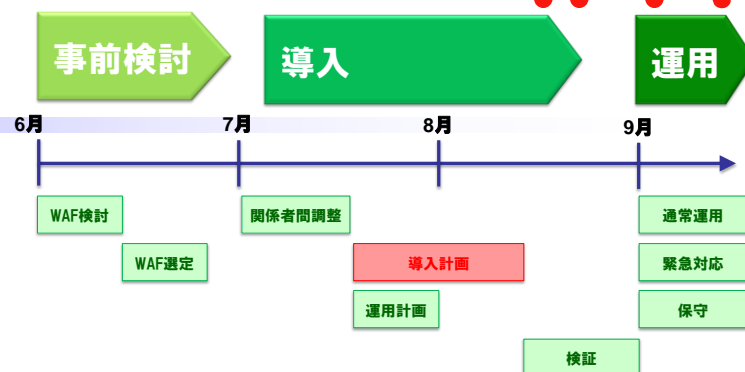 事前検討
導入
運用
6月
7月
8月
9月
WAF検討
関係者間調整
通常運用
WAF選定
導入計画
緊急対応
運用計画
保守
検証